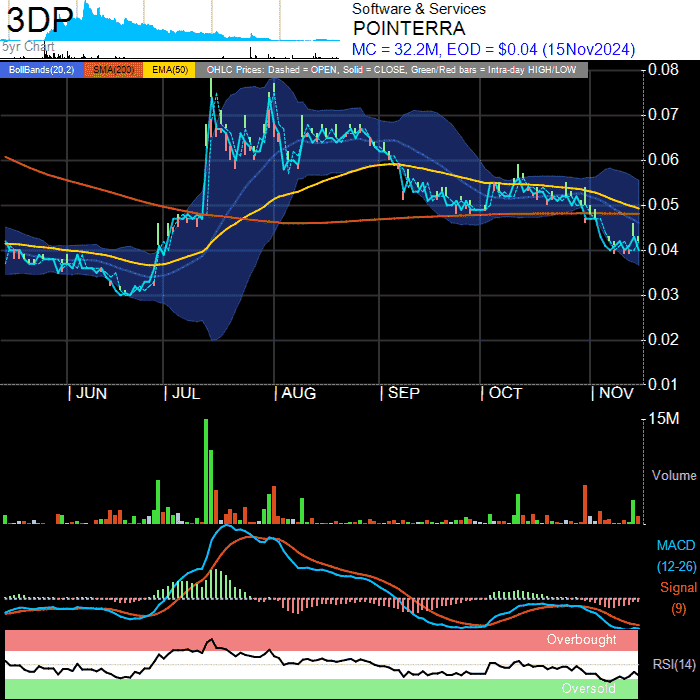 3DP
5yr Chart
Software & Services
POINTERRA
MC = 32.2M, EOD = $0.04 (15Nov2024)
BollBands(20,2) SMA(200) EMA(50) OHLC Prices: Dashed = OPEN, Solid = CLOSE, Green/Red bars = Intra-day HIGH/LOW
0.08
0.07
0.06
0.05
0.04
0.03
0.02
0.01
JUN JUL AUG SEP OCT NOV
15M
Volume
MACD
(12-26)
Signal
(9)
Overbought
RSI(14)
Oversold